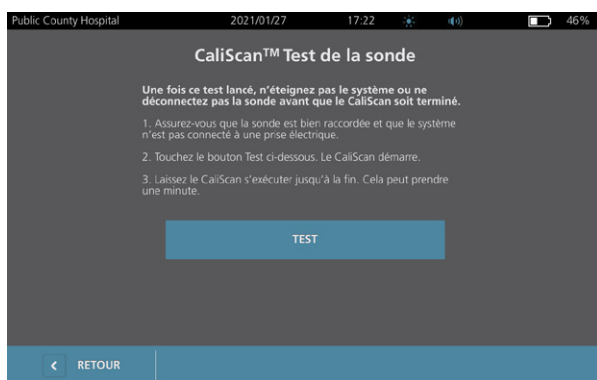 Public County Hospital 2021/01/27 17:22 46%
CaliScan™ Test de la sonde
Une fois ce test lancé, n'éteignez pas le système ou ne
déconnectez pas la sonde avant que le CaliScan soit terminé.
1. Assurez-vous que la sonde est bien raccordée et que le système
n'est pas connecté à une prise électrique.
2. Touchez le bouton Test ci-dessous. Le CaliScan démarre.
3. Laissez le CaliScan s'exécuter jusqu'à la fin. Cela peut prendre
une minute.
TEST
RETOUR